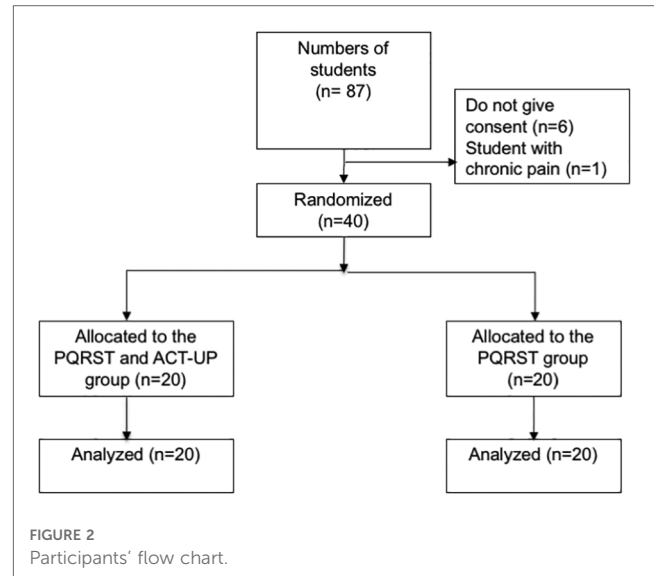 Numbers of
students
(n= 87)
Do not give
consent (n=6)
Student with
chronic pain (n=1)
Randomized
(n=40)
Allocated to the
PQRST and ACT-UP
group (n=20)
Allocated to the
PQRST group
(n=20)
Analyzed (n=20)
Analyzed (n=20)
FIGURE 2
Participants’ flow chart.